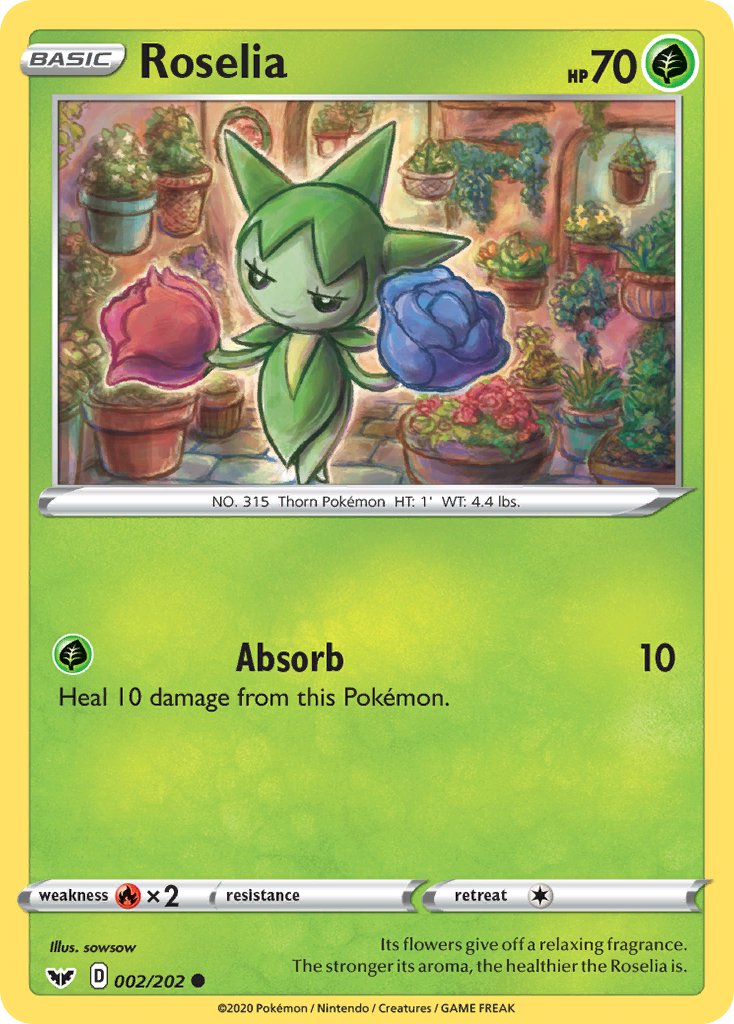 BASIC Roselia HP 70
NO. 315 Thorn Pokémon HT: 1' WT: 4.4 lbs.
Absorb 10
Heal 10 damage from this Pokémon.
weakness ×2 resistance retreat
Illus. sowsow
Its flowers give off a relaxing fragrance.
The stronger its aroma, the healthier the Roselia is.
D 002/202
©2020 Pokémon / Nintendo / Creatures / GAME FREAK